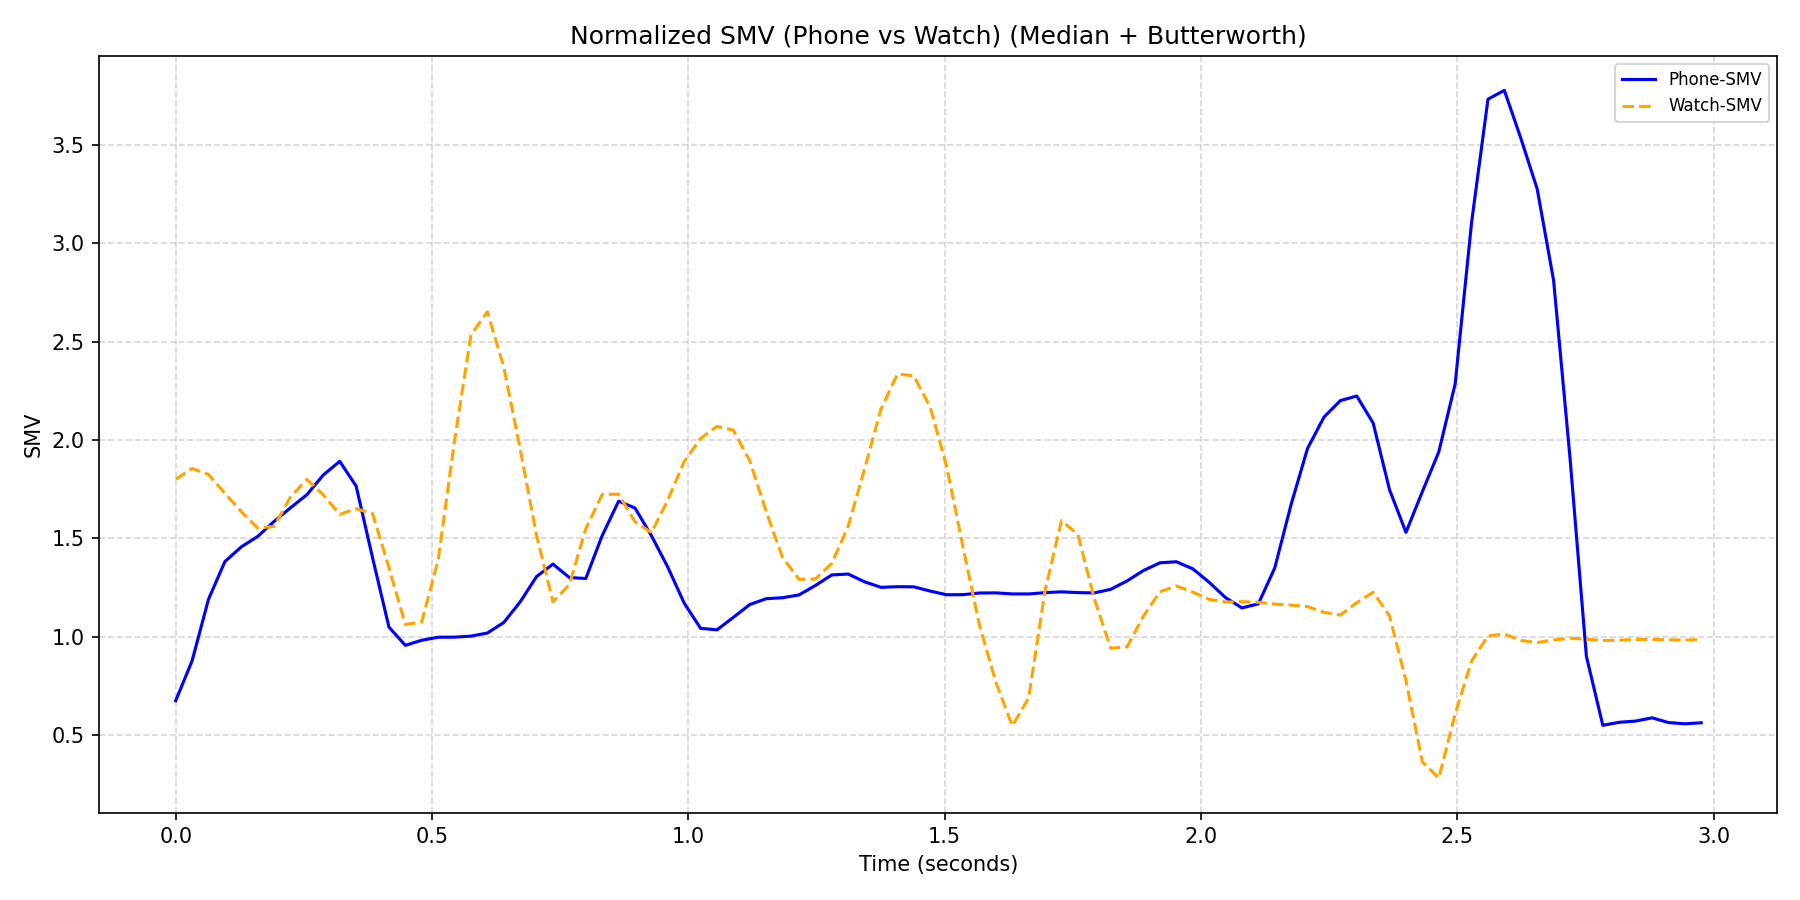 Normalized SMV (Phone vs Watch) (Median + Butterworth)
Phone-SMV
Watch-SMV
SMV
3.5
3.0
2.5
2.0
1.5
1.0
0.5
0.0 0.5 1.0 1.5 2.0 2.5 3.0
Time (seconds)